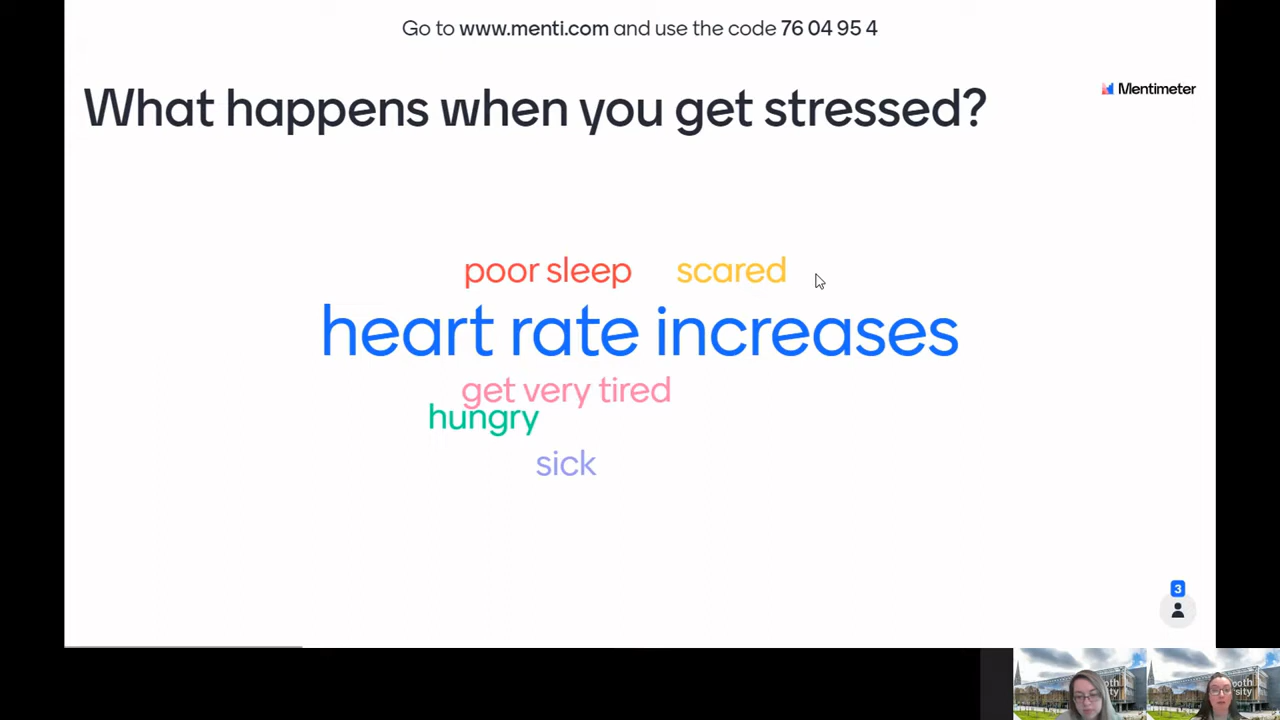 Go to www.menti.com and use the code 76 04 95 4
What happens when you get stressed?
Mentimeter
poor sleep scared
heart rate increases
get very tired
hungry
sick
3